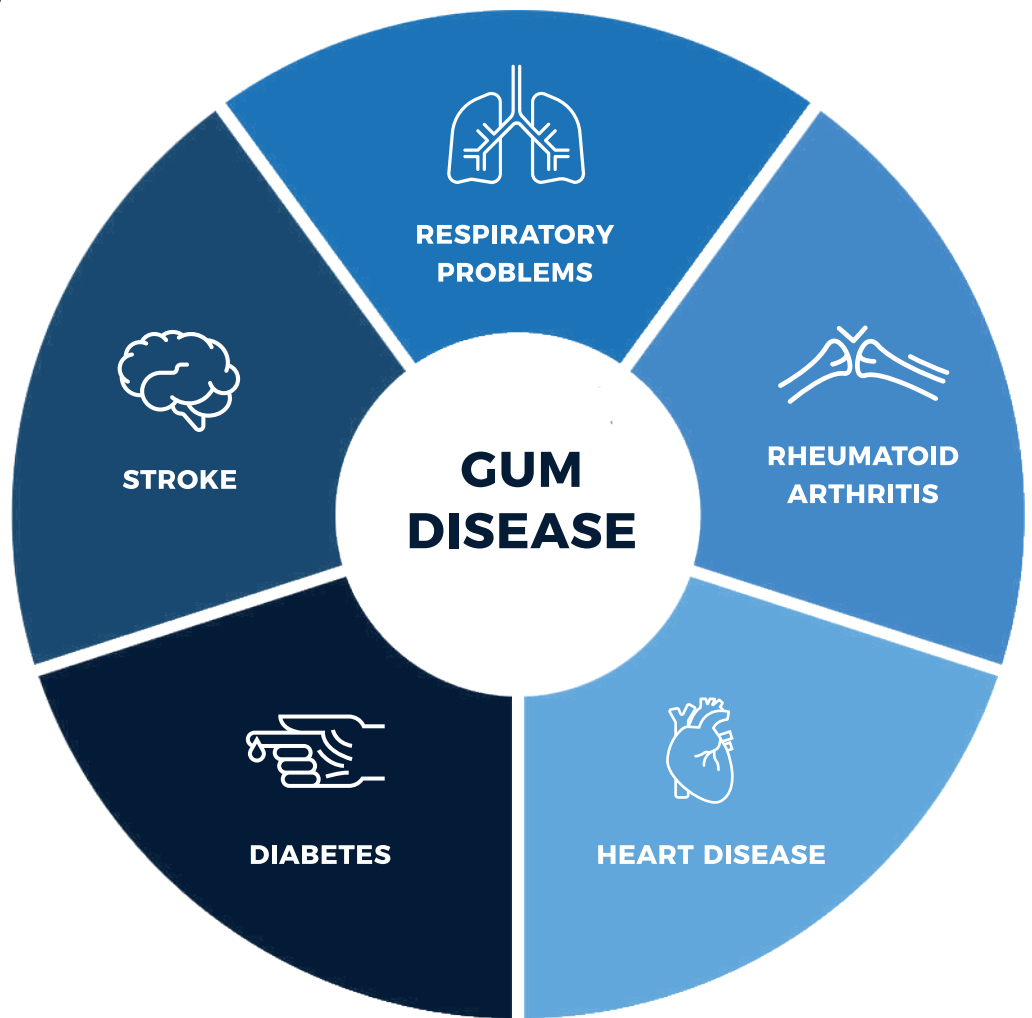 RESPIRATORY
PROBLEMS
RHEUMATOID
ARTHRITIS
STROKE
GUM
DISEASE
DIABETES
HEART DISEASE